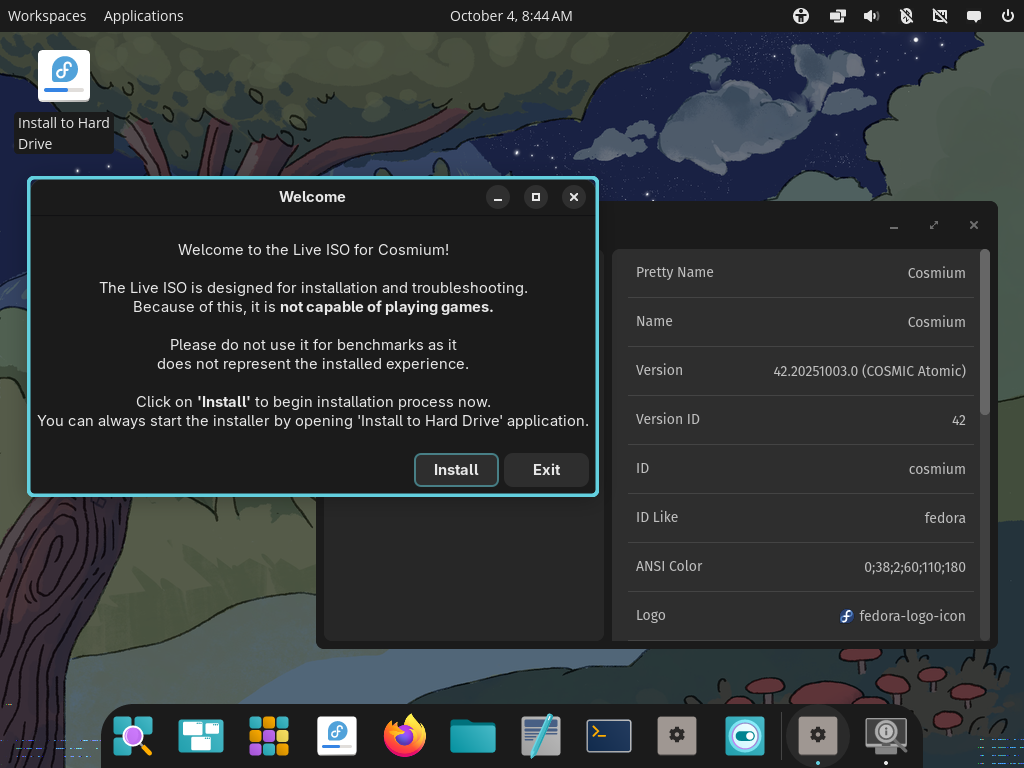 Workspaces Applications October 4, 8:44 AM
Install to Hard
Drive
Welcome
Welcome to the Live ISO for Cosmium!
The Live ISO is designed for installation and troubleshooting.
Because of this, it is not capable of playing games.
Please do not use it for benchmarks as it
does not represent the installed experience.
Click on 'Install' to begin installation process now.
You can always start the installer by opening 'Install to Hard Drive' application.
Install Exit
Pretty Name Cosmium
Name Cosmium
Version 42.20251003.0 (COSMIC Atomic)
Version ID 42
ID cosmium
ID Like fedora
ANSI Color 0;38;2;60;110;180
Logo fedora-logo-icon